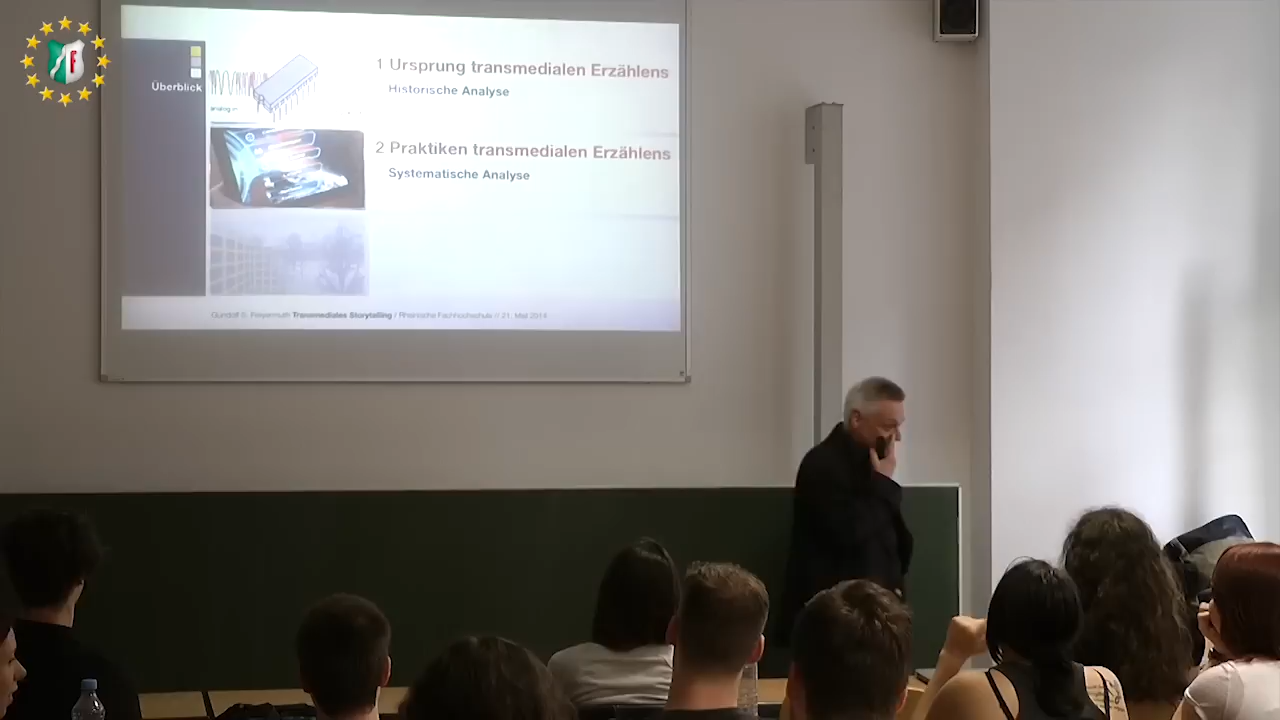 Überblick
analog
1 Ursprung transmedialen Erzählens
Historische Analyse
2 Praktiken transmedialen Erzählens
Systematische Analyse
Gundolf S. Freyermuth Transmediales Storytelling / Rheinische Fachhochschule // 21. Mai 2014
F